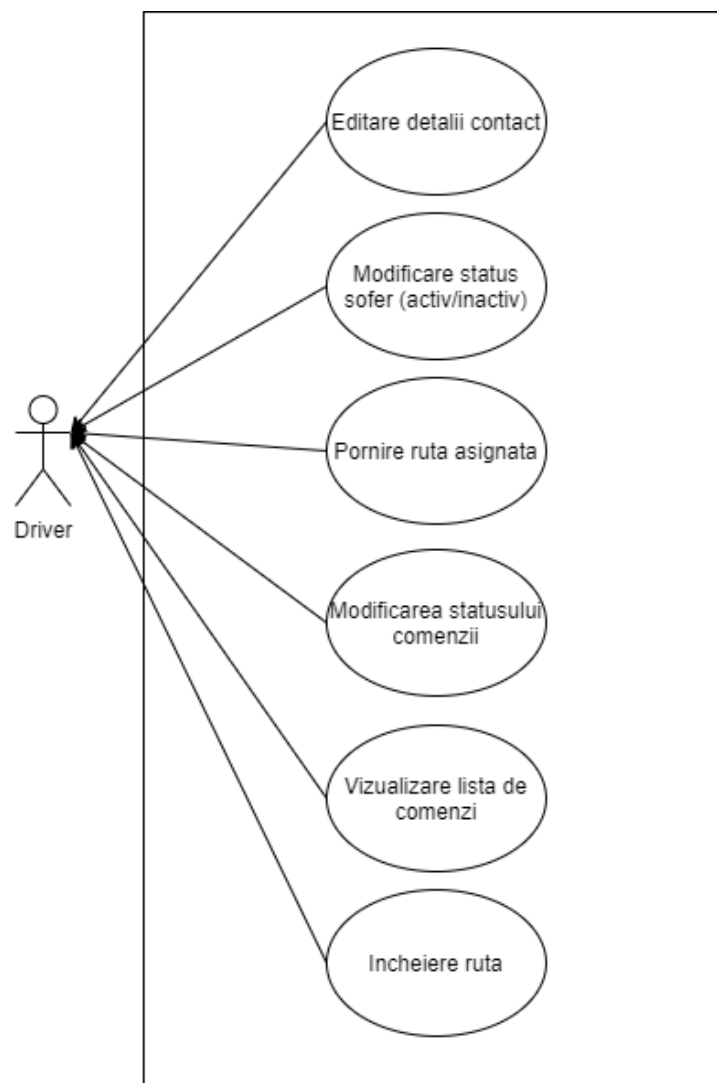 Editare detalii contact
Modificare status
sofer (activ/inactiv)
Pornire ruta asignata
Driver
Modificarea statusului
comenzii
Vizualizare lista de
comenzi
Incheiere ruta